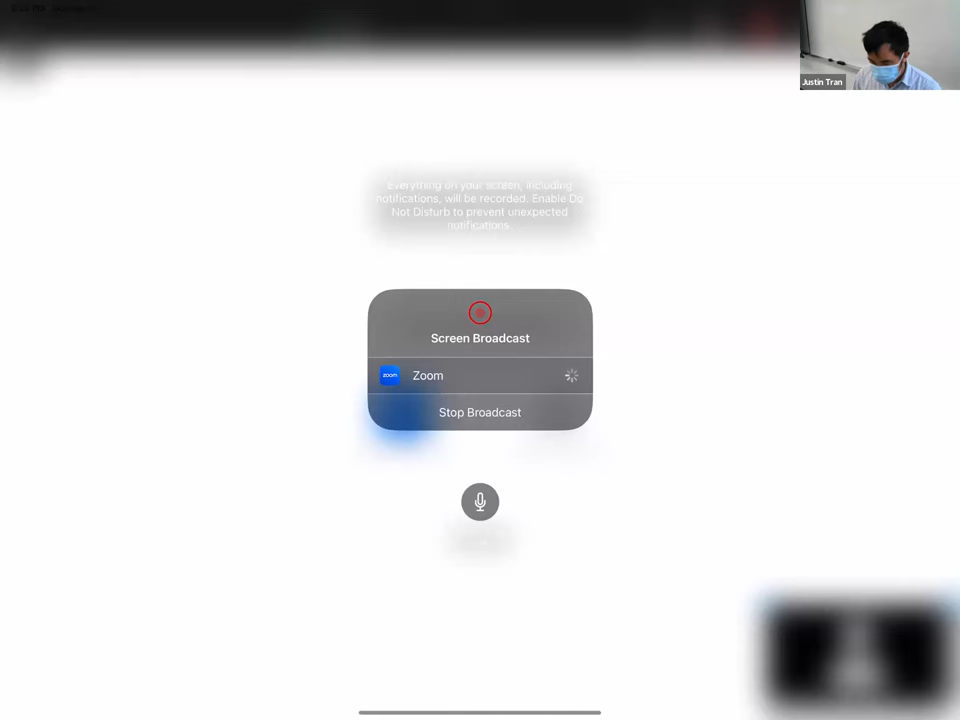 Justin Tran
Everything on your screen, including
notifications, will be recorded. Enable Do
Not Disturb to prevent unexpected
notifications.
Screen Broadcast
zoom
Zoom
Stop Broadcast